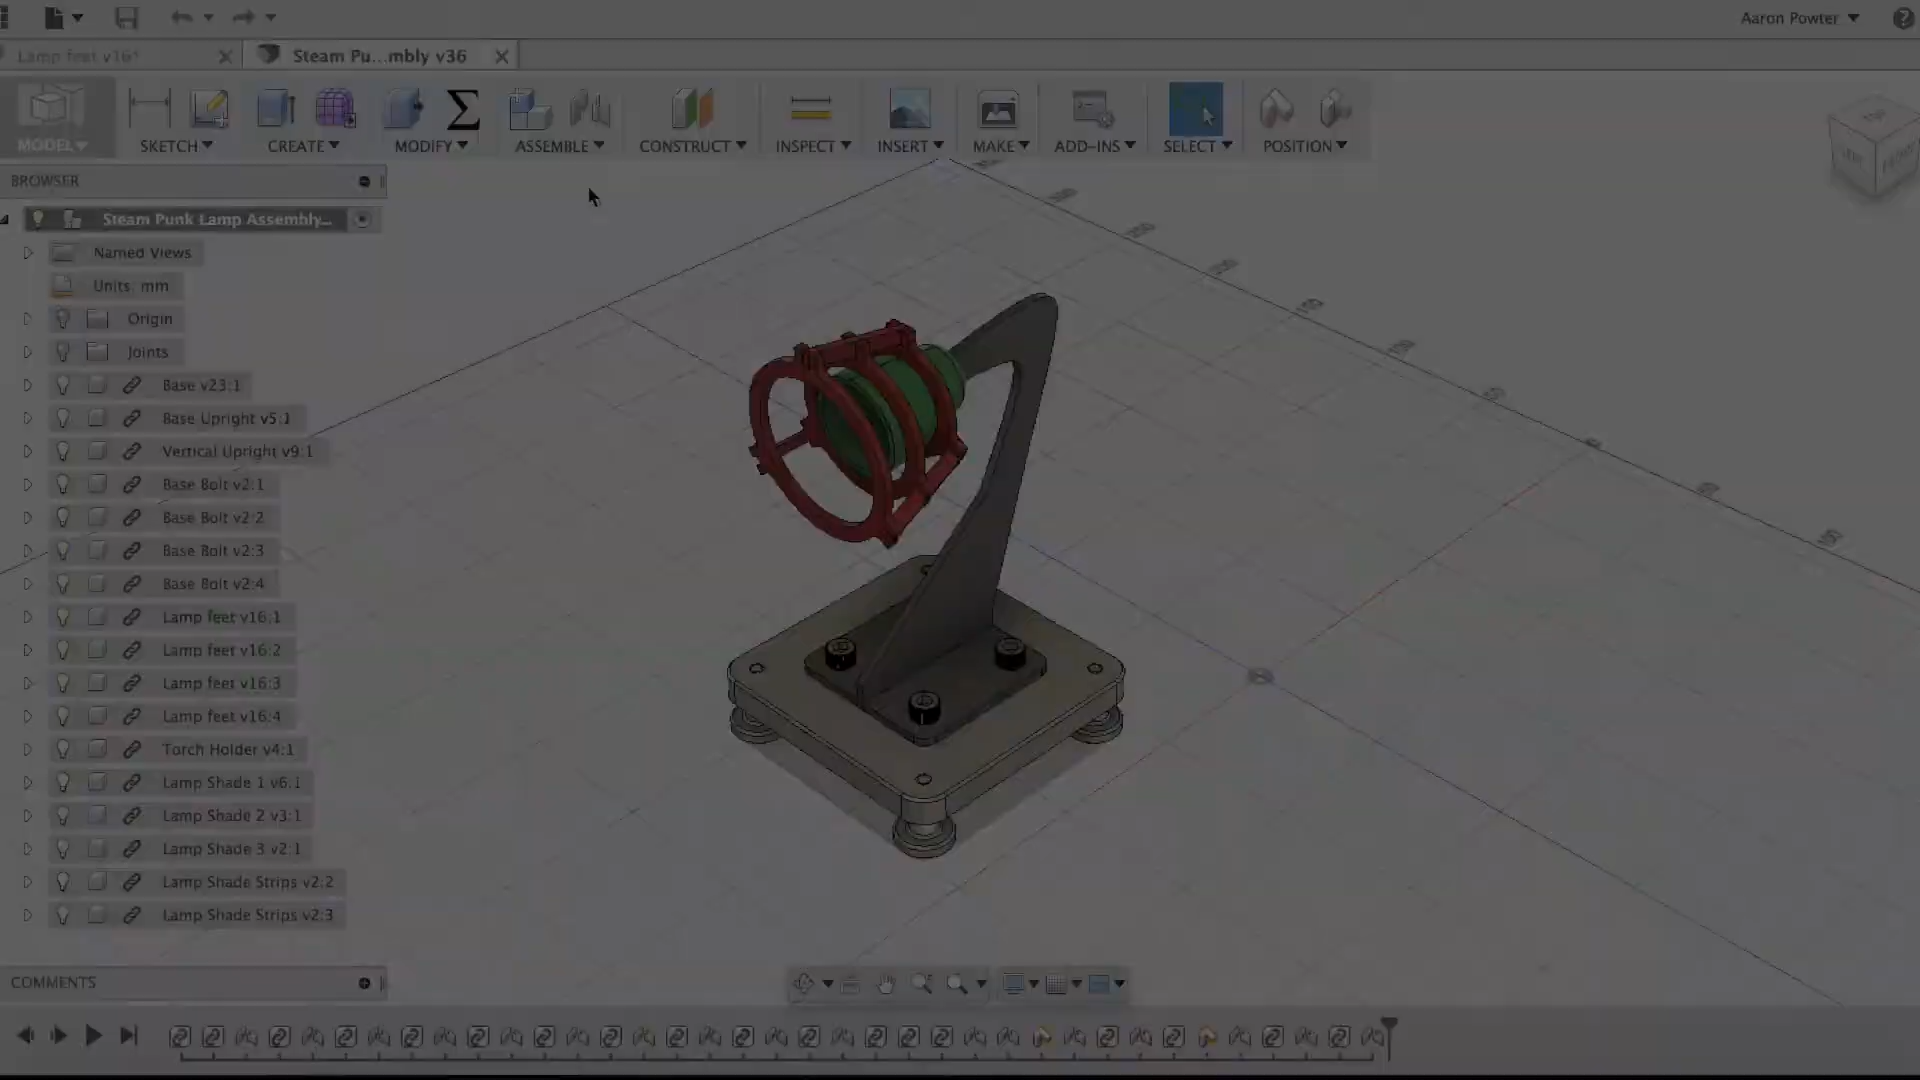 Aaron Powter
Lamp feet v16*
Steam Pu...mbly v36
MODEL
SKETCH
CREATE
MODIFY
ASSEMBLE
CONSTRUCT
INSPECT
INSERT
MAKE
ADD-INS
SELECT
POSITION
BROWSER
Steam Punk Lamp Assembly...
Named Views
Units: mm
Origin
Joints
Base v23:1
Base Upright v5:1
Vertical Upright v9:1
Base Bolt v2:1
Base Bolt v2:2
Base Bolt v2:3
Base Bolt v2:4
Lamp feet v16:1
Lamp feet v16:2
Lamp feet v16:3
Lamp feet v16:4
Torch Holder v4:1
Lamp Shade 1 v6:1
Lamp Shade 2 v3:1
Lamp Shade 3 v2:1
Lamp Shade Strips v2:2
Lamp Shade Strips v2:3
COMMENTS